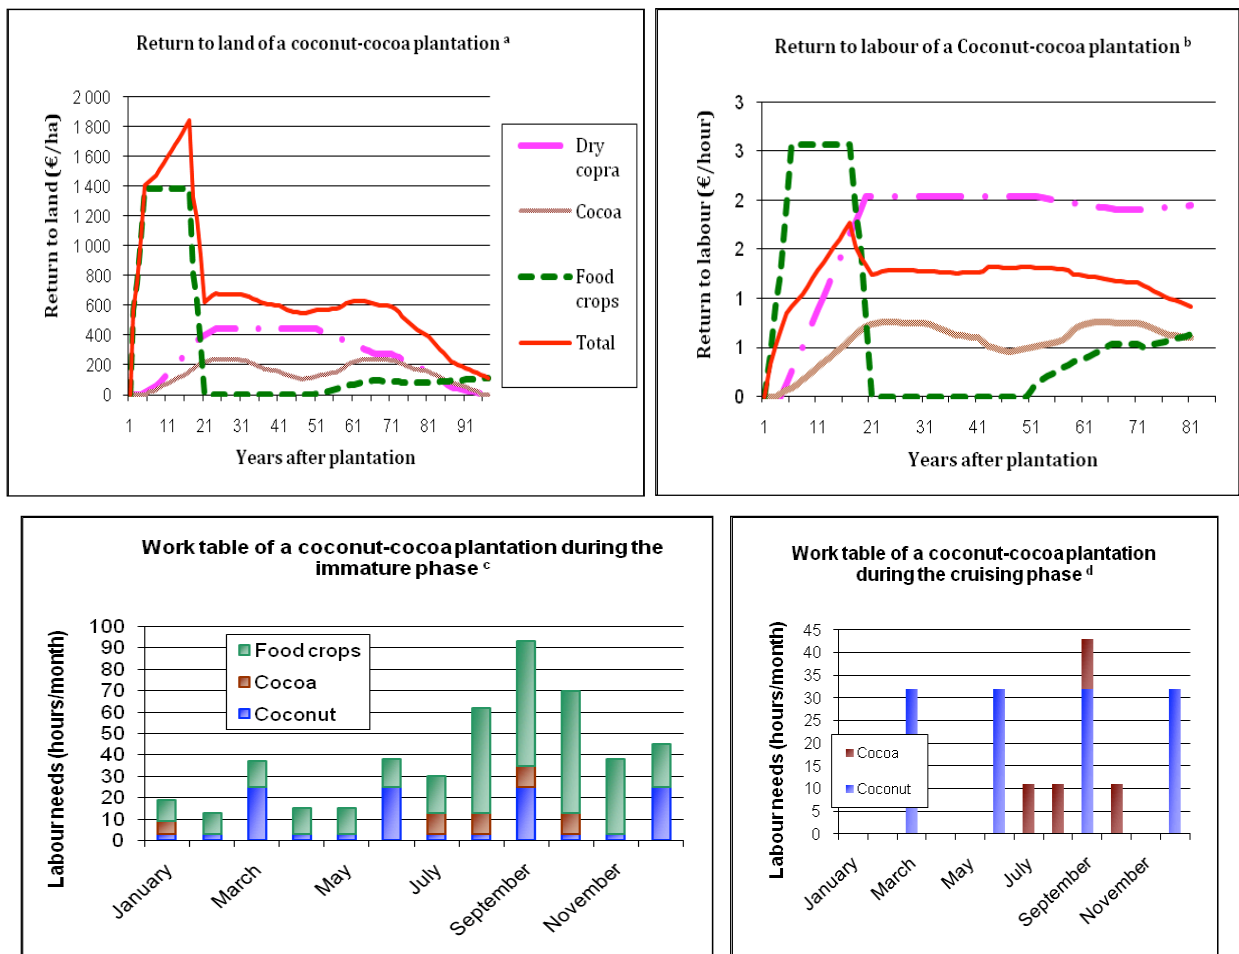 Return to land of a coconut-cocoa plantation a
Return to land (€/ha)
2 000
1 800
1 600
1 400
1 200
1 000
800
600
400
200
0
1 11 21 31 41 51 61 71 81 91
Years after plantation
Dry
copra
Cocoa
Food
crops
Total
Return to labour of a Coconut-cocoa plantation b
Return to labour (€/hour)
3
3
2
2
1
1
0
1 11 21 31 41 51 61 71 81
Years after plantation
Work table of a coconut-cocoa plantation during the
immature phase c
Labour needs (hours/month)
100
90
80
70
60
50
40
30
20
10
0
Food crops
Cocoa
Coconut
January
March
May
July
September
November
Work table of a coconut-cocoa plantation
during the cruising phase d
Labour needs (hours/month)
45
40
35
30
25
20
15
10
5
0
Cocoa
Coconut
January
March
May
July
September
November